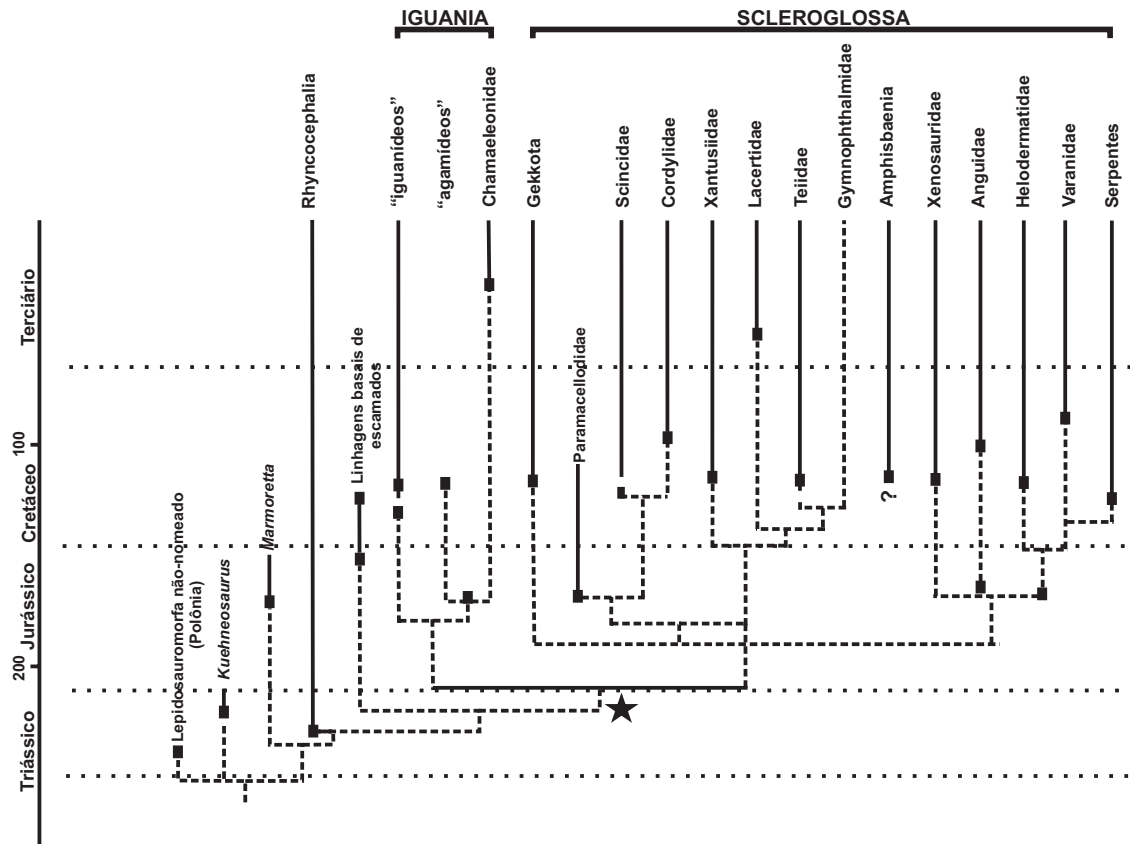 IGUANIA
SCLEROGLOSSA
Rhyncocephalia
“iguanídeos”
“agamídeos”
Chamaeleonidae
Gekkota
Scincidae
Cordylidae
Xantusiidae
Lacertidae
Teiidae
Gymnophthalmidae
Amphisbaenia
Xenosauridae
Anguidae
Helodermatidae
Varanidae
Serpentes
Terciário
Linhagens basais de
escamados
Paramacellodidae
100
Cretáceo
?
Marmoretta
Lepidosauromorfa não-nomeado
(Polônia)
Kuehneosaurus
Jurássico
200
Triássico